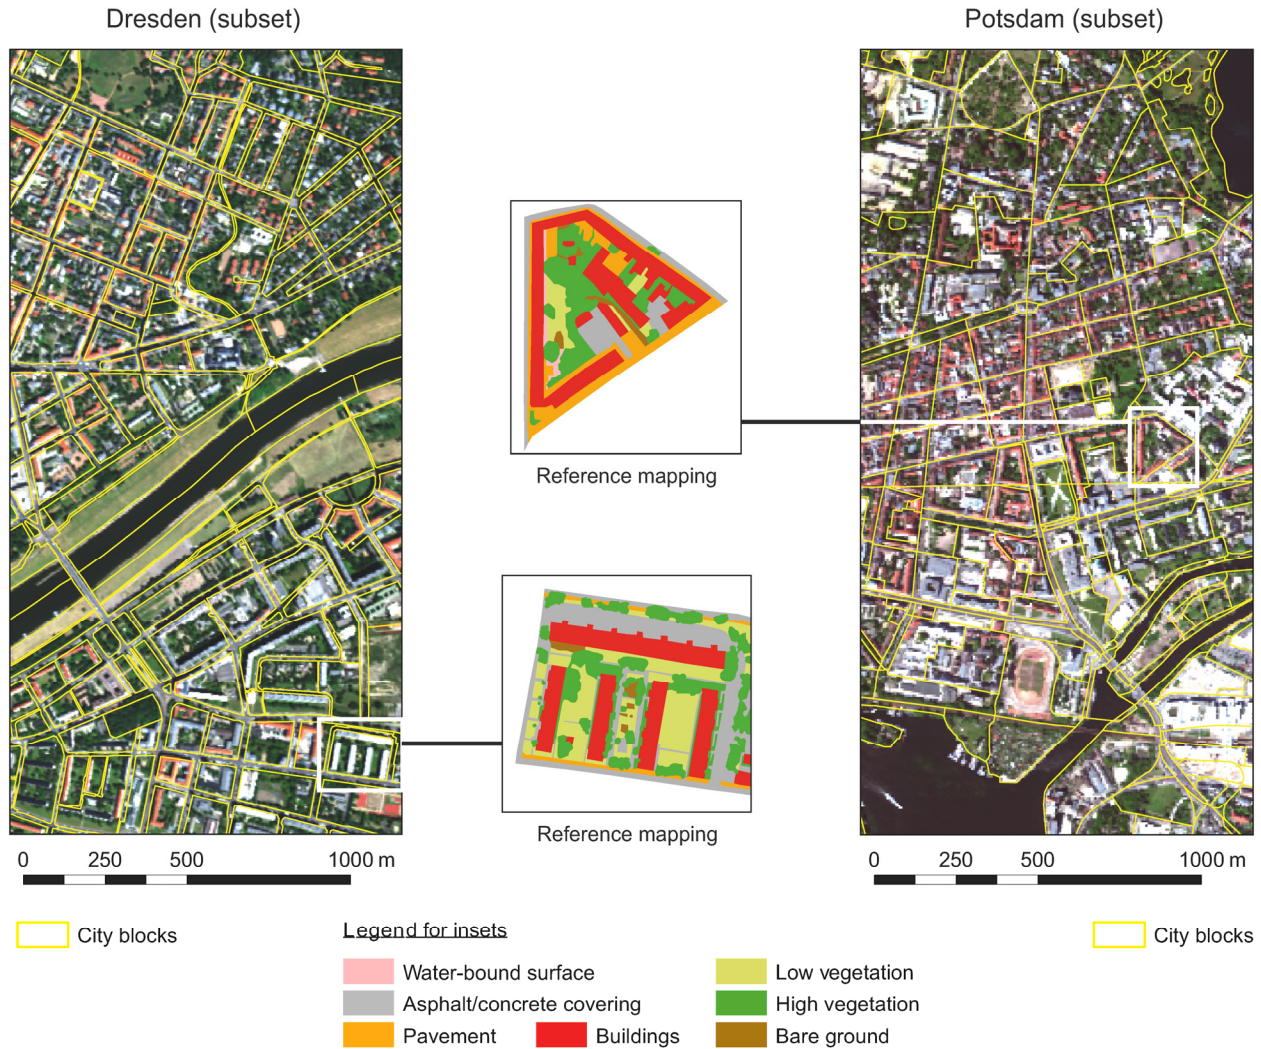 Dresden (subset)
Potsdam (subset)
Reference mapping
Reference mapping
0 250 500 1000 m
0 250 500 1000 m
City blocks
Legend for insets
City blocks
Water-bound surface
Low vegetation
Asphalt/concrete covering
High vegetation
Pavement
Buildings
Bare ground